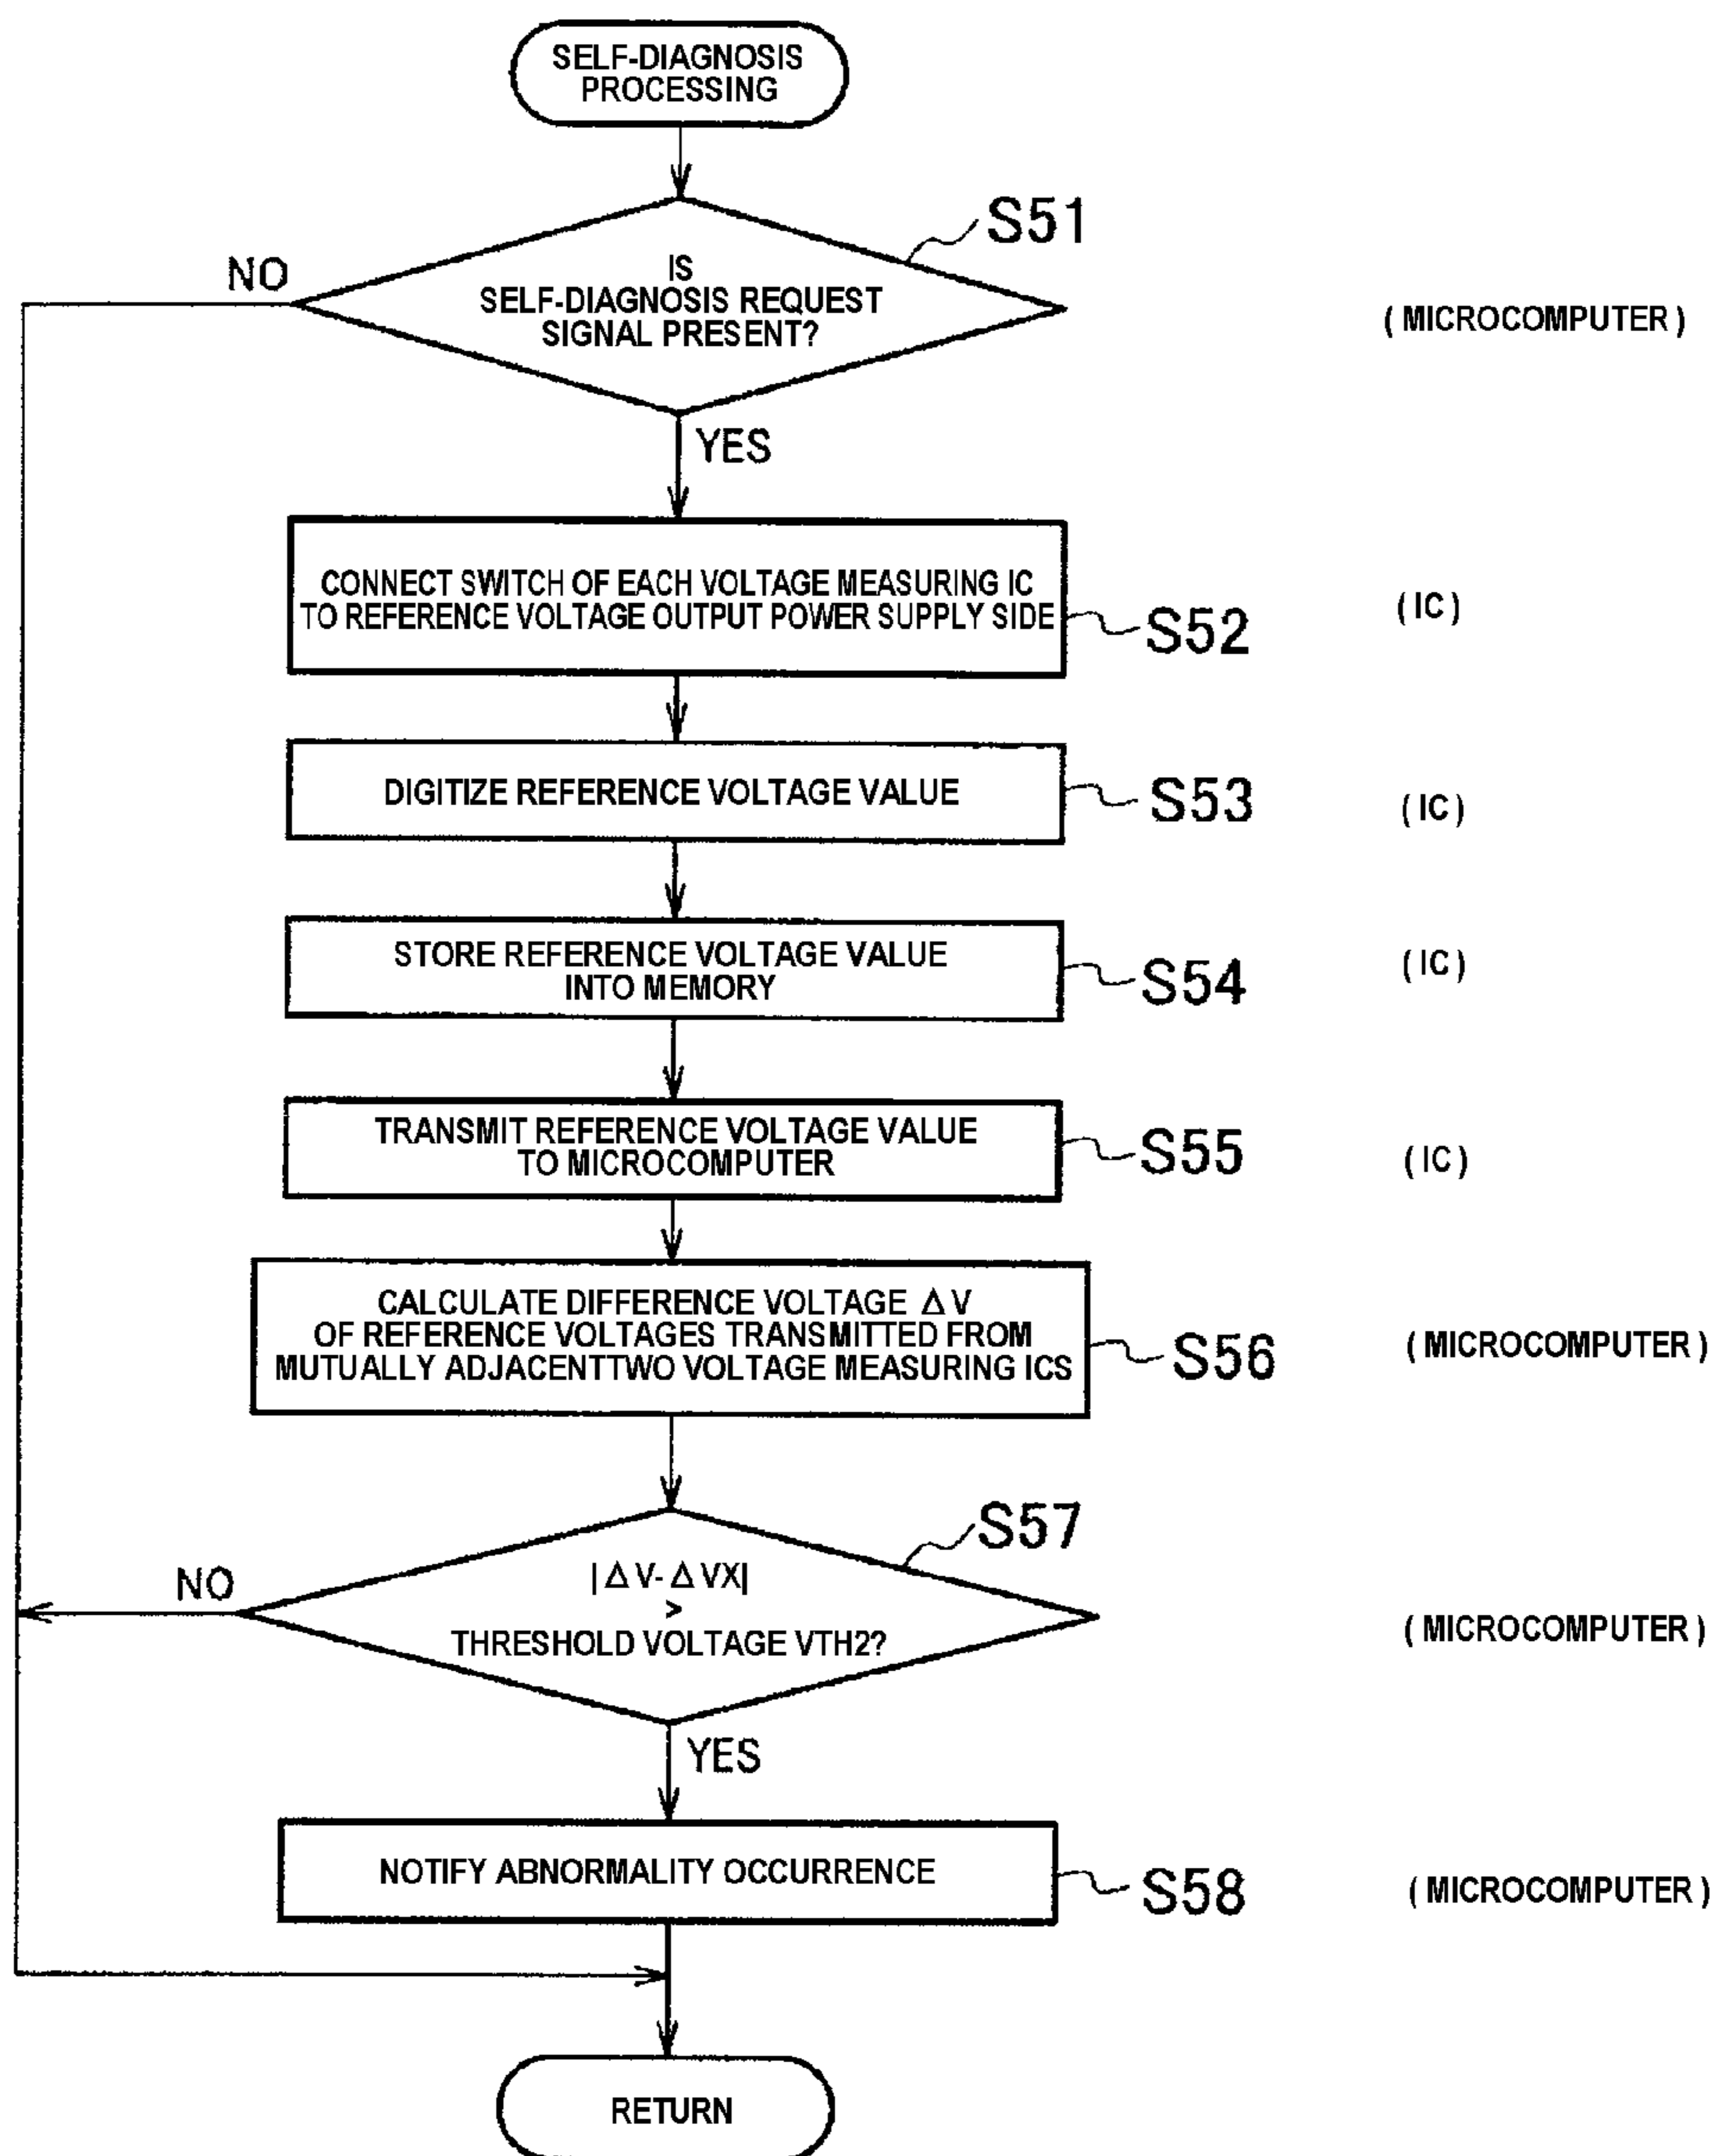 SELF-DIAGNOSIS
PROCESSING
S51
NO
IS
SELF-DIAGNOSIS REQUEST
SIGNAL PRESENT?
( MICROCOMPUTER )
YES
CONNECT SWITCH OF EACH VOLTAGE MEASURING IC
TO REFERENCE VOLTAGE OUTPUT POWER SUPPLY SIDE
S52
( IC )
DIGITIZE REFERENCE VOLTAGE VALUE
S53
( IC )
STORE REFERENCE VOLTAGE VALUE
INTO MEMORY
S54
( IC )
TRANSMIT REFERENCE VOLTAGE VALUE
TO MICROCOMPUTER
S55
( IC )
CALCULATE DIFFERENCE VOLTAGE Δ V
OF REFERENCE VOLTAGES TRANSMITTED FROM
MUTUALLY ADJACENTTWO VOLTAGE MEASURING ICS
S56
( MICROCOMPUTER )
S57
NO
| Δ V- Δ VX|
>
THRESHOLD VOLTAGE VTH2?
( MICROCOMPUTER )
YES
NOTIFY ABNORMALITY OCCURRENCE
S58
( MICROCOMPUTER )
RETURN